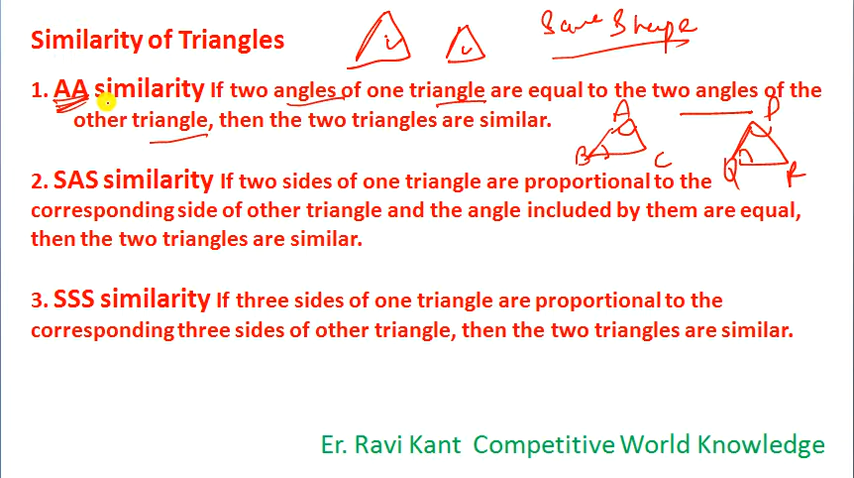 Same Shape
Similarity of Triangles
1. AA similarity If two angles of one triangle are equal to the two angles of the
other triangle, then the two triangles are similar.
A
B
C
P
Q
R
2. SAS similarity If two sides of one triangle are proportional to the
corresponding side of other triangle and the angle included by them are equal,
then the two triangles are similar.
3. SSS similarity If three sides of one triangle are proportional to the
corresponding three sides of other triangle, then the two triangles are similar.
Er. Ravi Kant Competitive World Knowledge